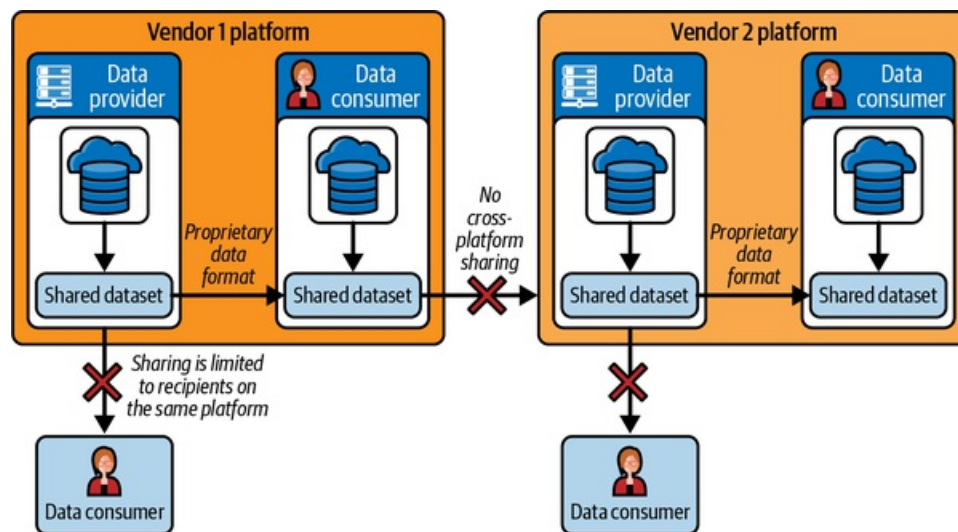 Vendor 1 platform
Data
provider
Data
consumer
Proprietary
data
format
Shared dataset
Shared dataset
No
cross-
platform
sharing
Vendor 2 platform
Data
provider
Data
consumer
Proprietary
data
format
Shared dataset
Shared dataset
Sharing is limited
to recipients on
the same platform
Data consumer
Data consumer